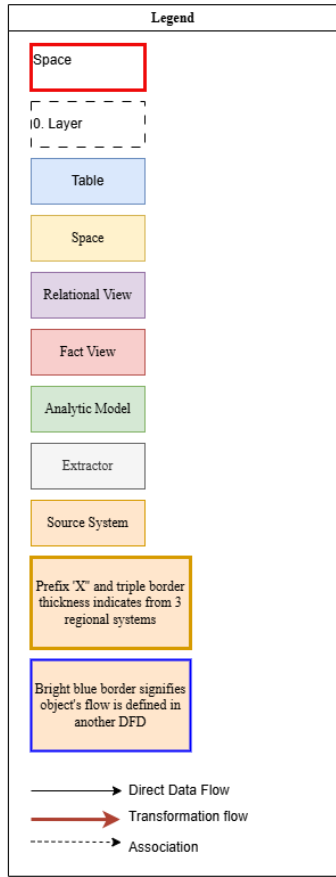 Legend
Space
0. Layer
Table
Space
Relational View
Fact View
Analytic Model
Extractor
Source System
Prefix 'X" and triple border
thickness indicates from 3
regional systems
Bright blue border signifies
object's flow is defined in
another DFD
Direct Data Flow
Transformation flow
Association